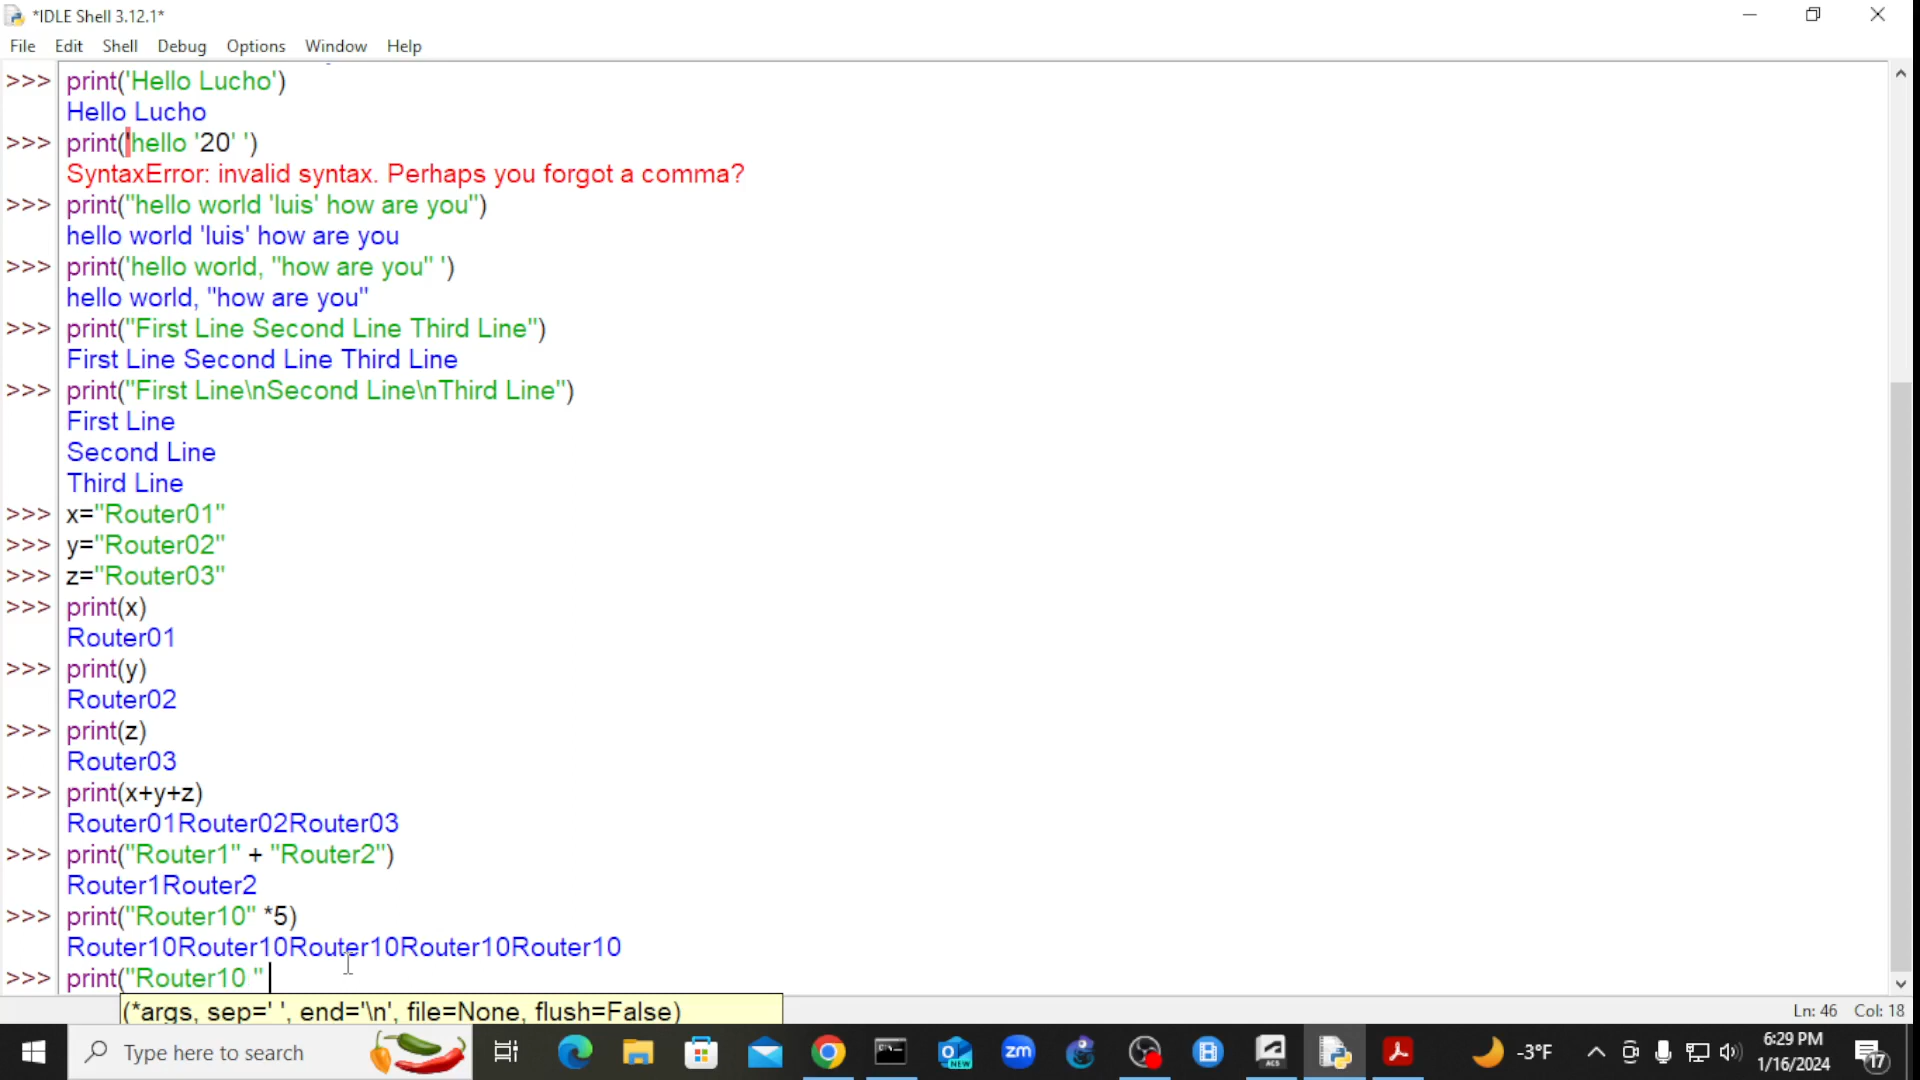 *IDLE Shell 3.12.1*
File Edit Shell Debug Options Window Help
>>> print('Hello Lucho')
Hello Lucho
>>> print('hello '20' ')
SyntaxError: invalid syntax. Perhaps you forgot a comma?
>>> print("hello world 'luis' how are you")
hello world 'luis' how are you
>>> print('hello world, "how are you" ')
hello world, "how are you"
>>> print("First Line Second Line Third Line")
First Line Second Line Third Line
>>> print("First Line\nSecond Line\nThird Line")
First Line
Second Line
Third Line
>>> x="Router01"
>>> y="Router02"
>>> z="Router03"
>>> print(x)
Router01
>>> print(y)
Router02
>>> print(z)
Router03
>>> print(x+y+z)
Router01Router02Router03
>>> print("Router1" + "Router2")
Router1Router2
>>> print("Router10" *5)
Router10Router10Router10Router10Router10
>>> print("Router10 "
(*args, sep=' ', end='\n', file=None, flush=False)
Ln: 46 Col: 18
Type here to search
NEW
zm
ACS
-3°F
6:29 PM
1/16/2024
17